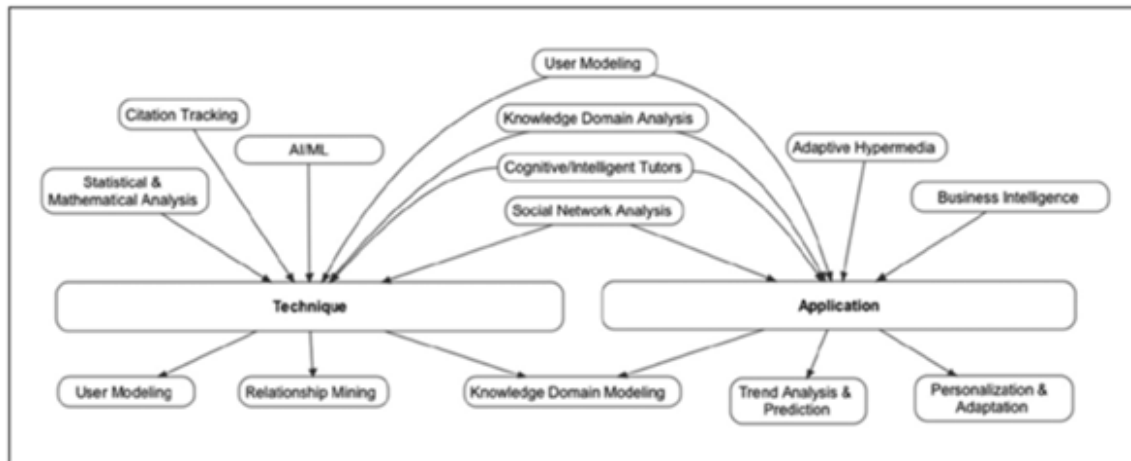 User Modeling
Citation Tracking
Knowledge Domain Analysis
AI/ML
Adaptive Hypermedia
Cognitive/Intelligent Tutors
Statistical &
Mathematical Analysis
Business Intelligence
Social Network Analysis
Technique
Application
User Modeling
Relationship Mining
Knowledge Domain Modeling
Trend Analysis &
Prediction
Personalization &
Adaptation